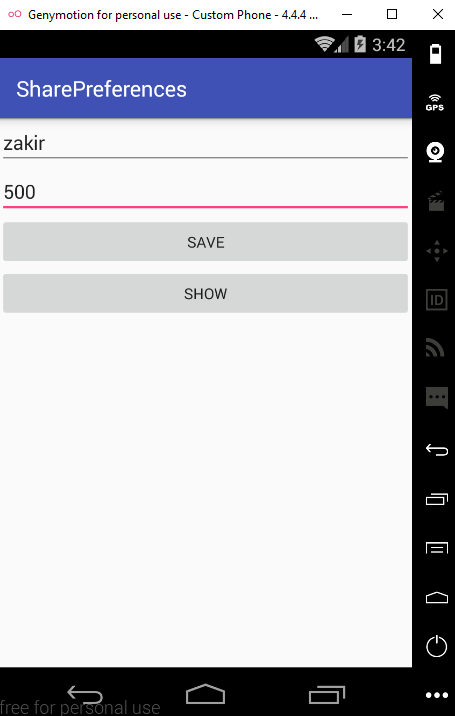 Genymotion for personal use - Custom Phone - 4.4.4 ...
3:42
GPS
SharePreferences
zakir
500
SAVE
SHOW
ID
free for personal use